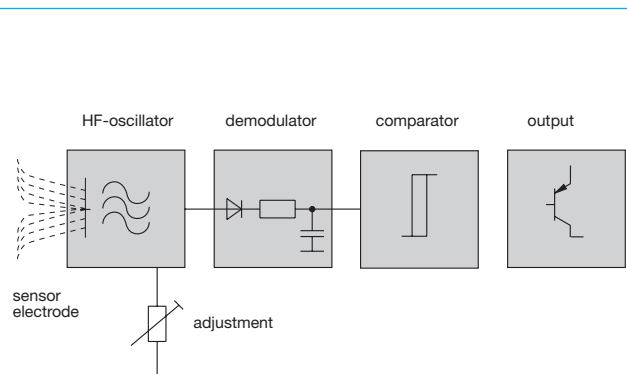 HF-oscillator
demodulator
comparator
output
sensor
electrode
adjustment